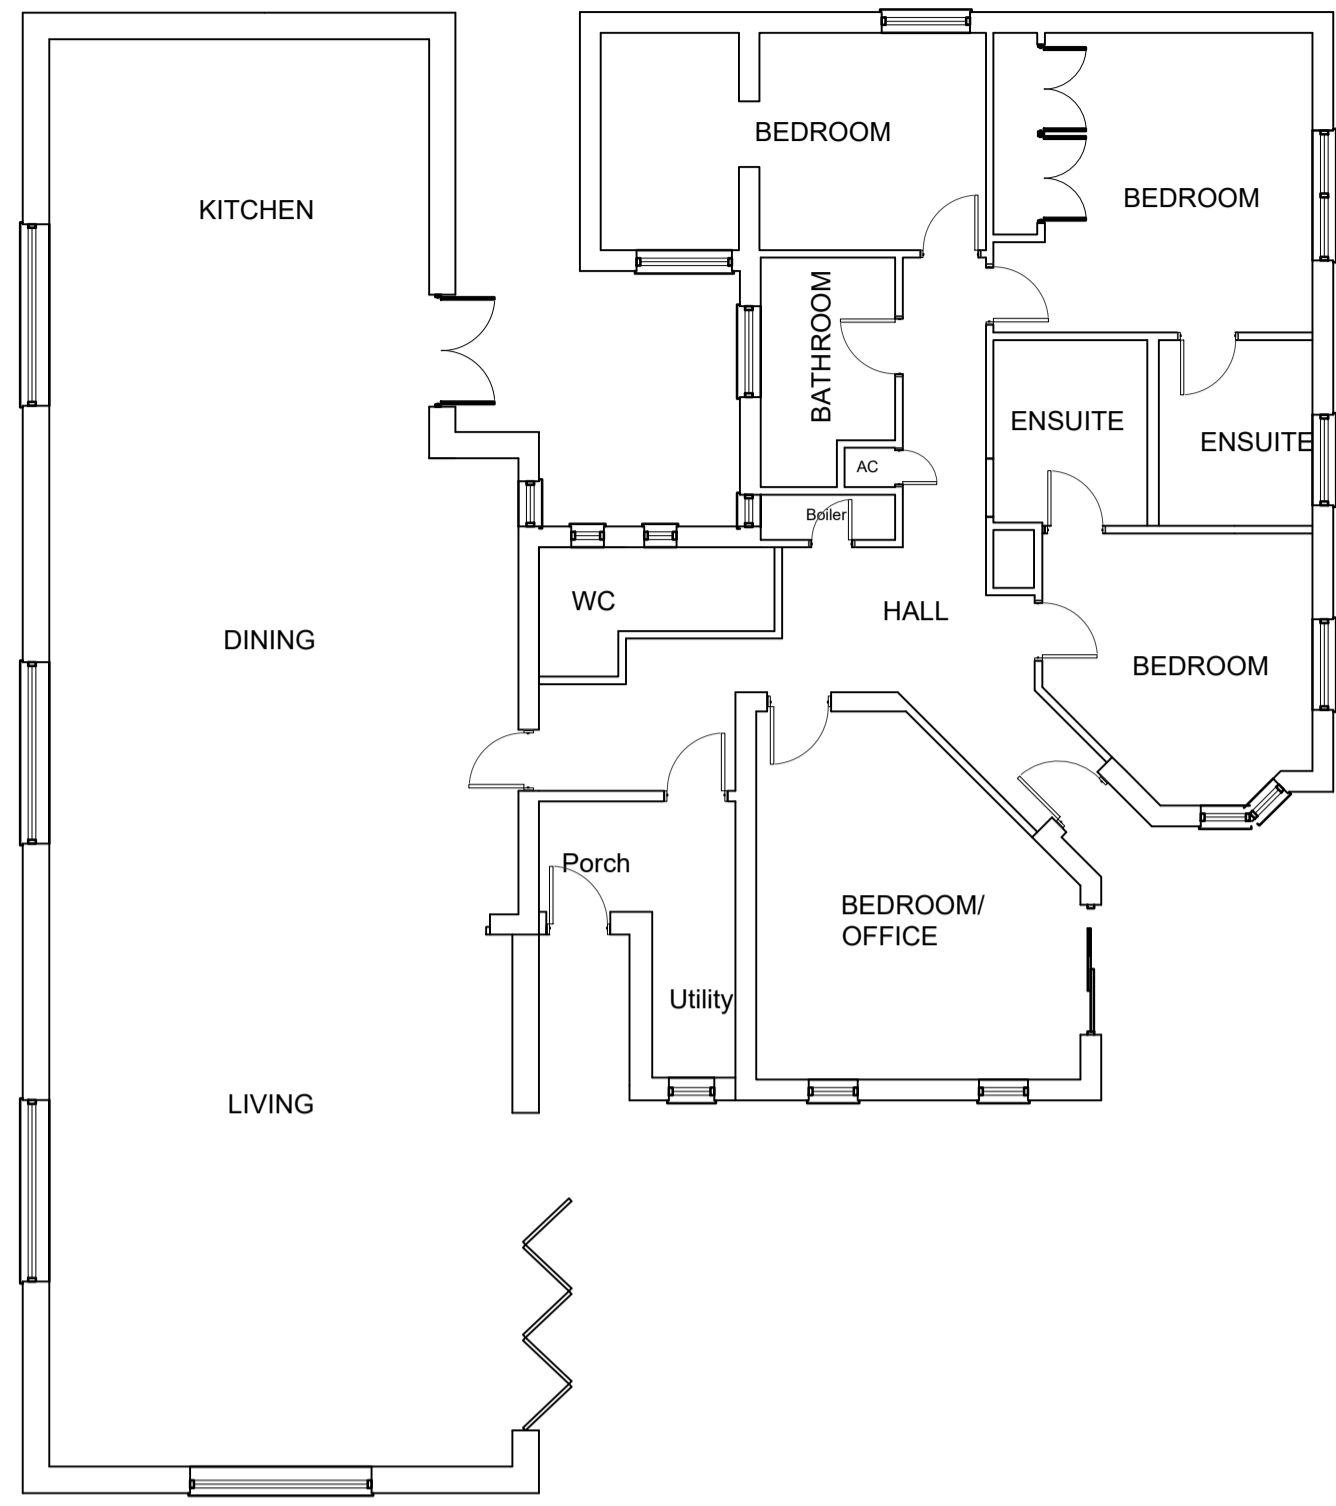 BEDROOM
BEDROOM
KITCHEN
BATHROOM
ENSUITE
ENSUITE
AC
Boiler
WC
HALL
DINING
BEDROOM
Porch
BEDROOM/
OFFICE
Utility
LIVING